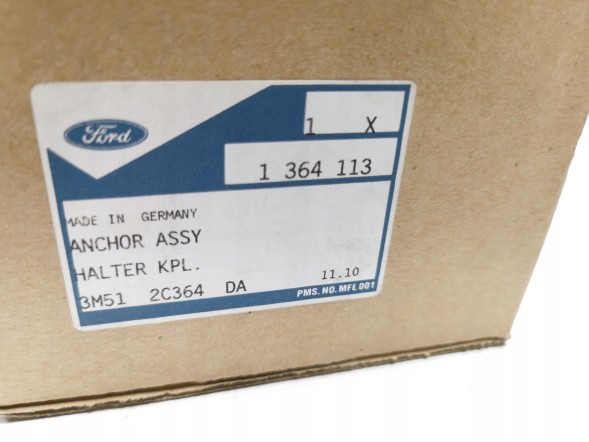 Ford
1 X
1 364 113
MADE IN GERMANY
ANCHOR ASSY
HALTER KPL.
11.10
3M51 2C364 DA
PMS. NO. MFL 001